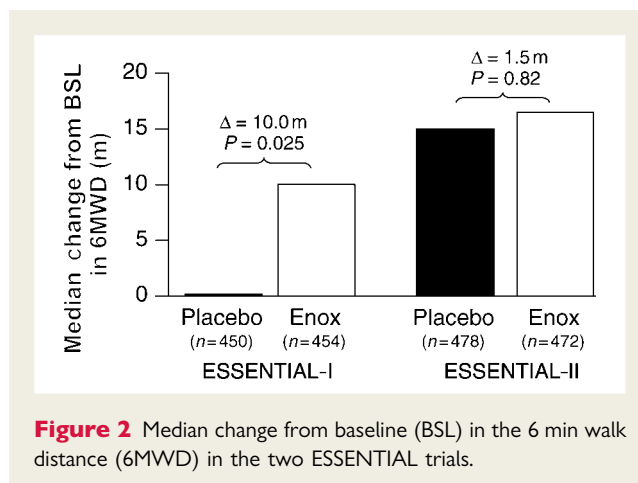 Median change from BSL
in 6MWD (m)
20
15
10
5
0
Δ = 10.0 m
P = 0.025
Δ = 1.5 m
P = 0.82
Placebo Enox Placebo Enox
(n=450) (n=454) (n=478) (n=472)
ESSENTIAL-I ESSENTIAL-II
Figure 2 Median change from baseline (BSL) in the 6 min walk
distance (6MWD) in the two ESSENTIAL trials.